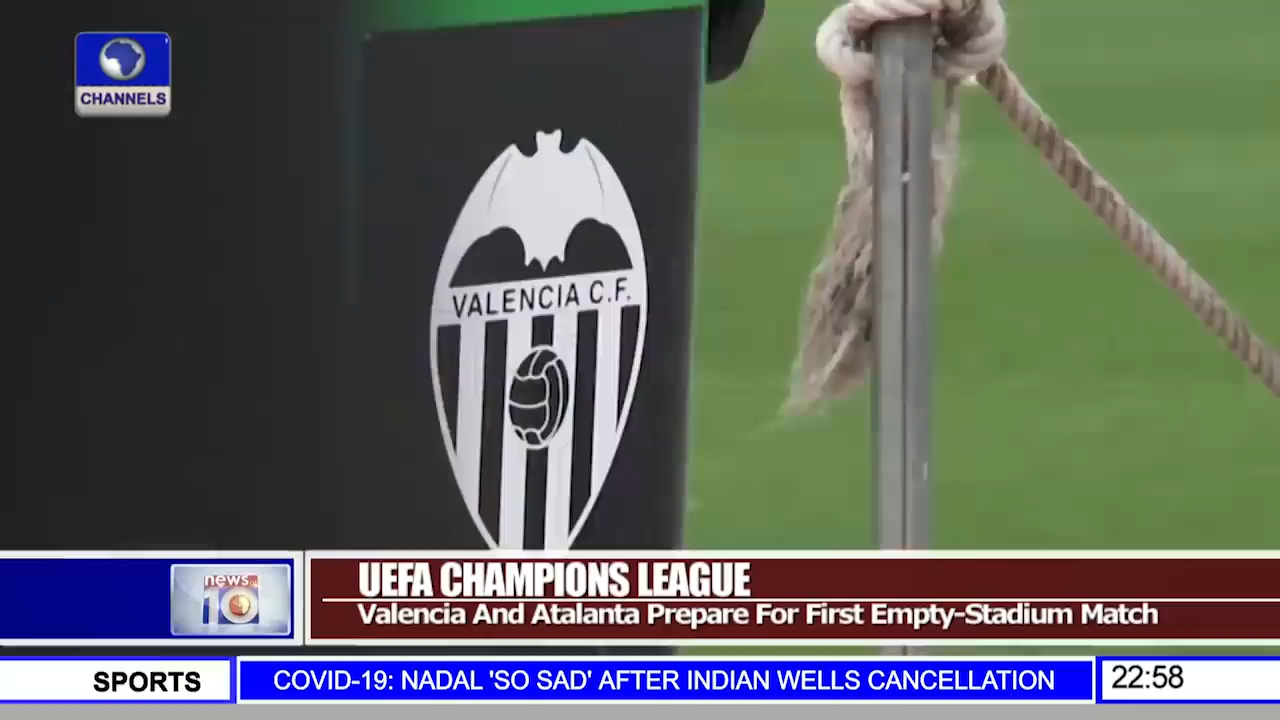 CHANNELS
VALENCIA C.F.
news at
10
UEFA CHAMPIONS LEAGUE
Valencia And Atalanta Prepare For First Empty-Stadium Match
SPORTS
COVID-19: NADAL 'SO SAD' AFTER INDIAN WELLS CANCELLATION
22:58